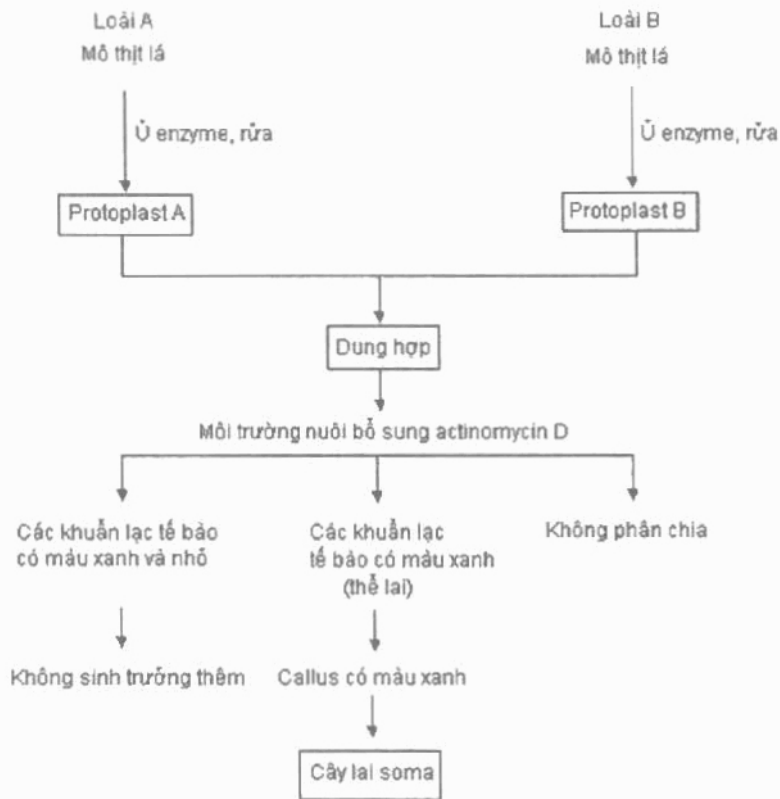 Loài A
Mô thịt lá
Loài B
Mô thịt lá
Ủ enzyme, rửa
Ủ enzyme, rửa
Protoplast A
Protoplast B
Dung hợp
Môi trường nuôi bổ sung actinomycin D
Các khuẩn lạc tế bào
có màu xanh và nhỏ
Các khuẩn lạc
tế bào có màu xanh
(thể lai)
Không phân chia
Không sinh trưởng thêm
Callus có màu xanh
Cây lai soma